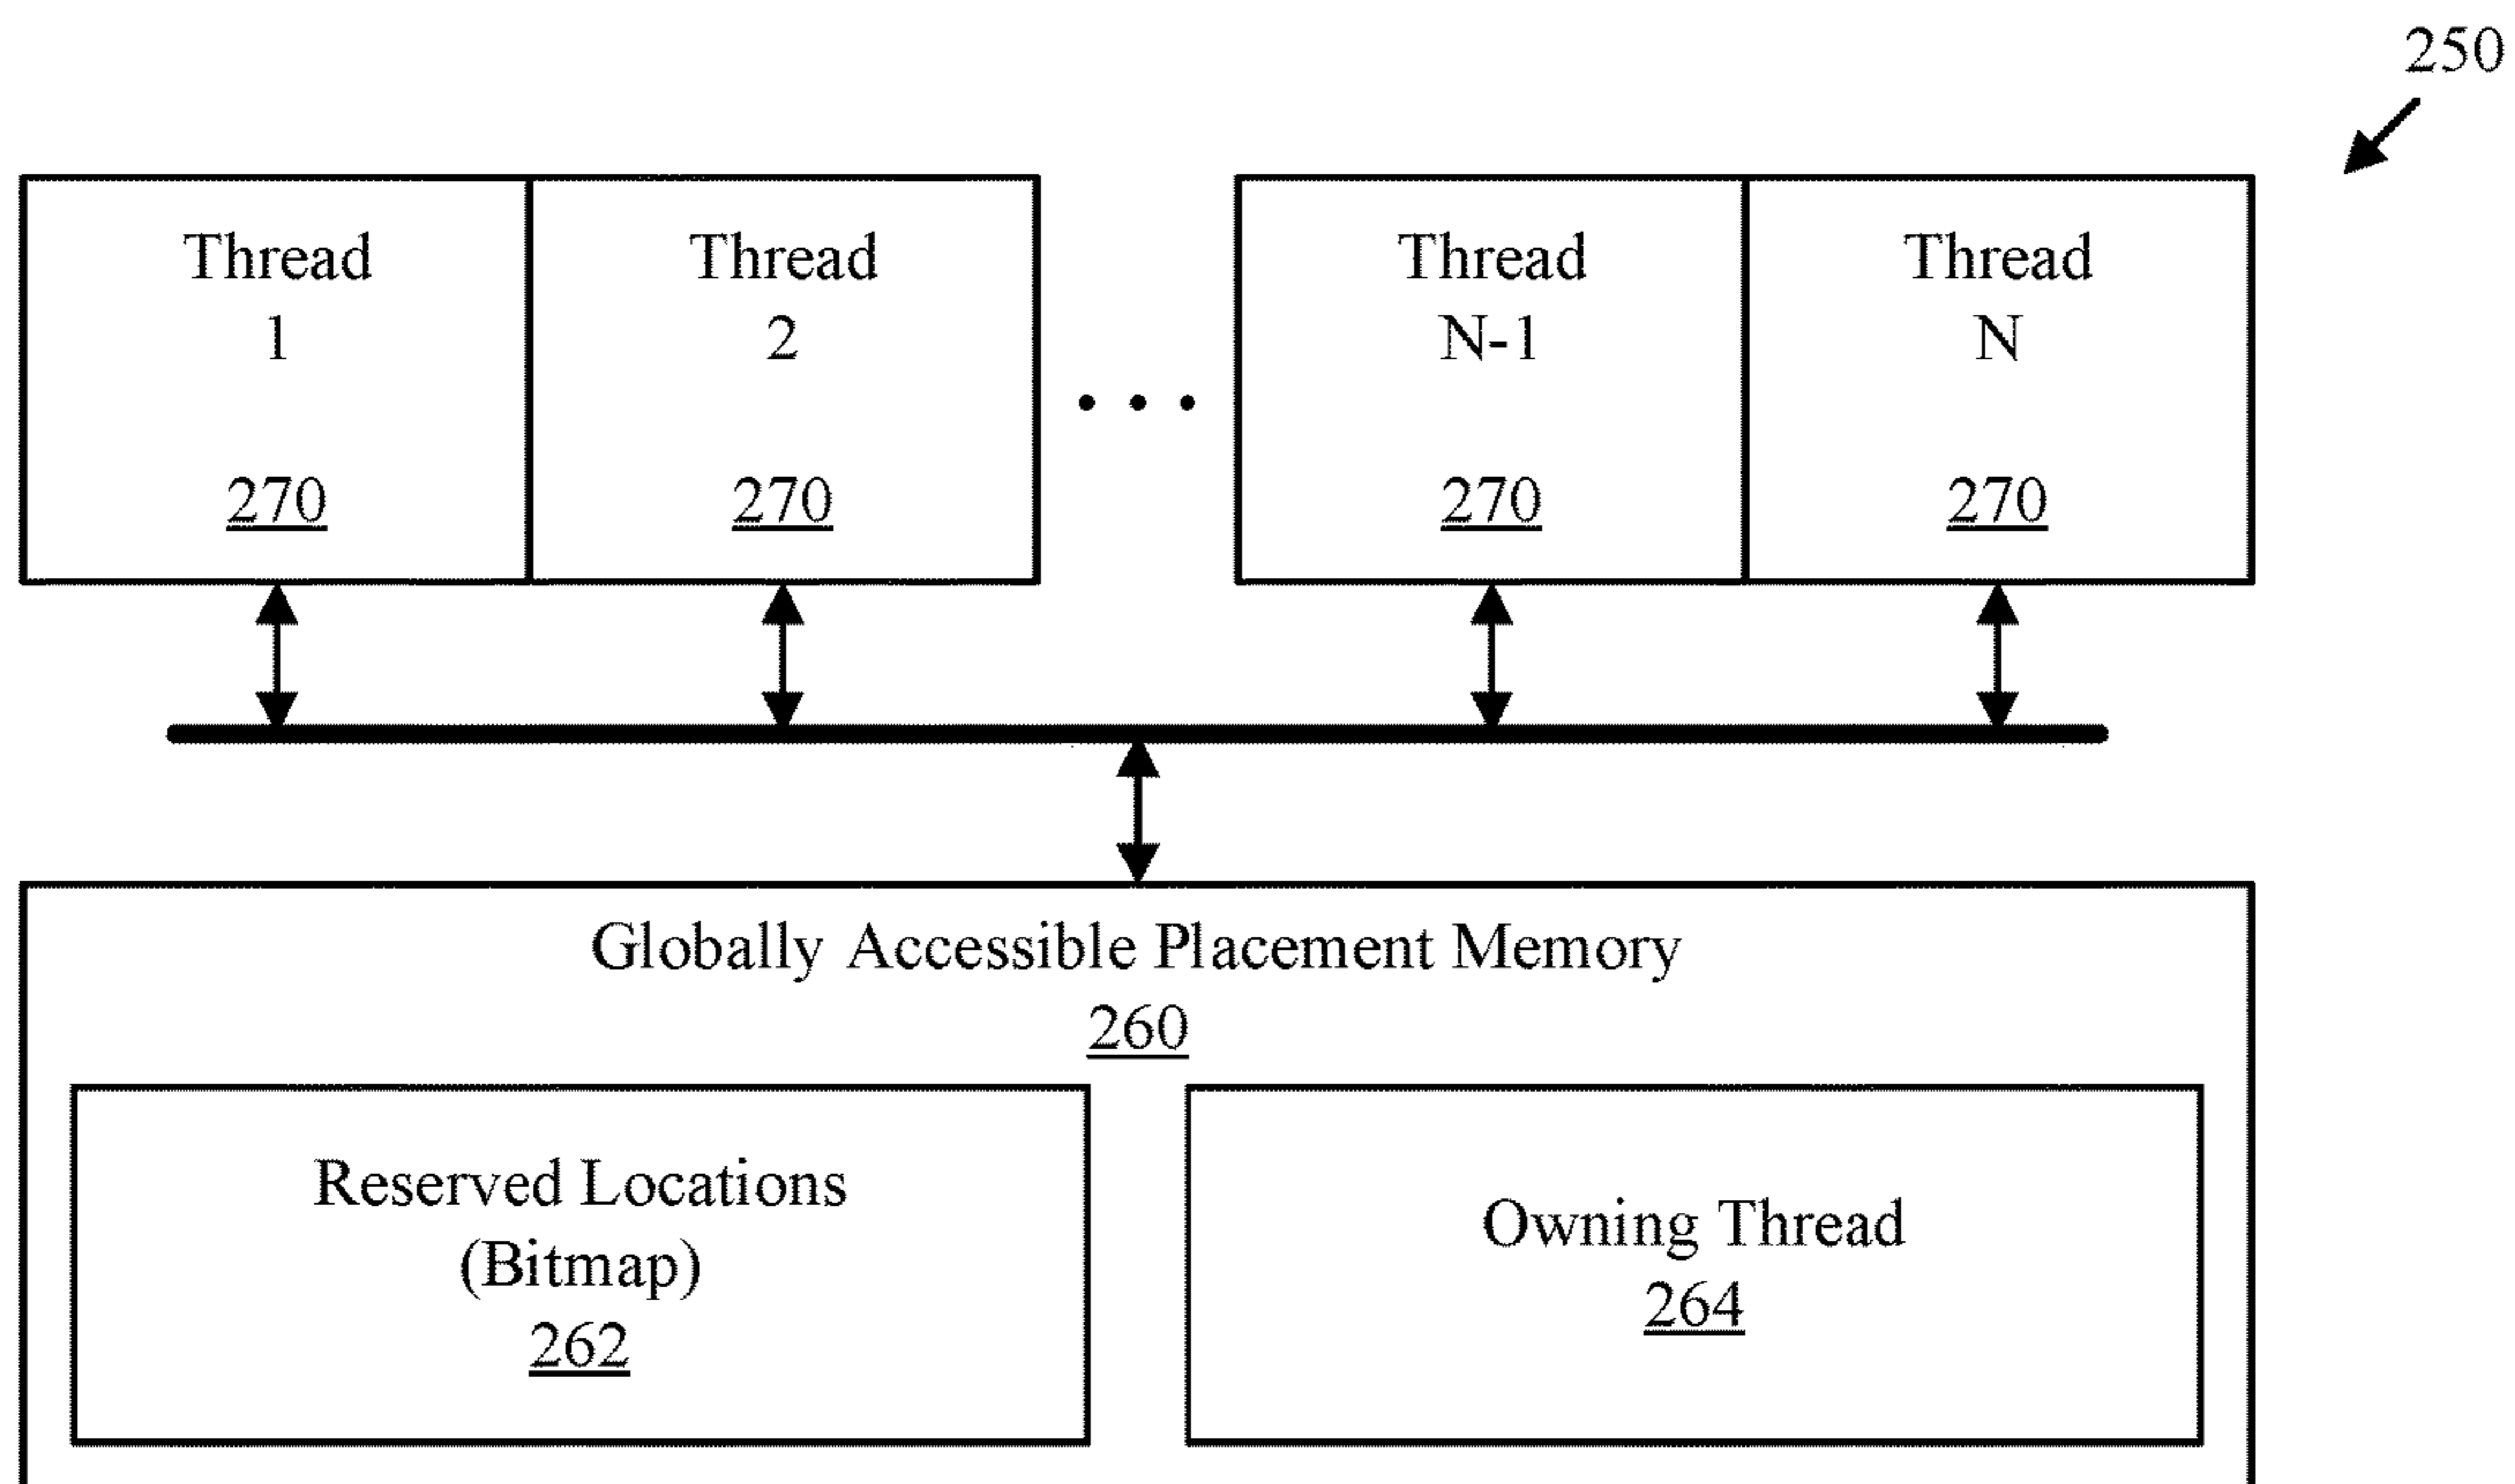 250
Thread
1
270
Thread
2
270
Thread
N-1
270
Thread
N
270
Globally Accessible Placement Memory
260
Reserved Locations
(Bitmap)
262
Owning Thread
264